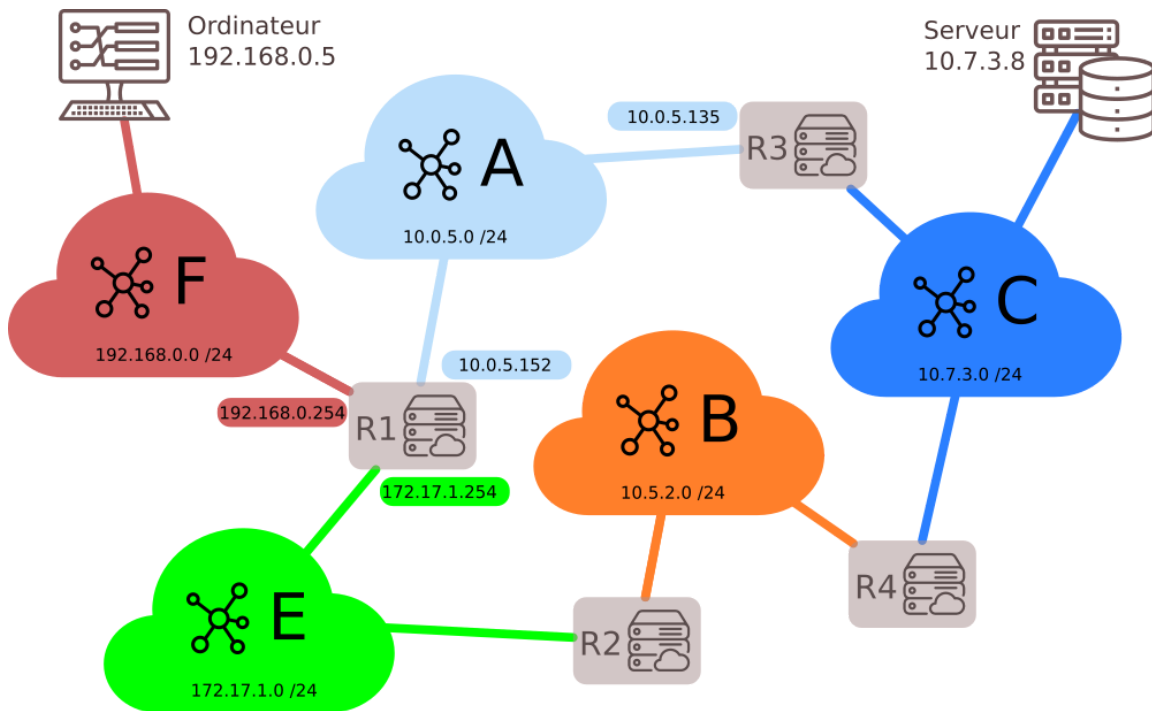 Ordinateur
192.168.0.5
Serveur
10.7.3.8
10.0.5.135
R3
A
10.0.5.0 /24
F
192.168.0.0 /24
C
10.7.3.0 /24
10.0.5.152
192.168.0.254
R1
B
10.5.2.0 /24
172.17.1.254
R4
E
172.17.1.0 /24
R2